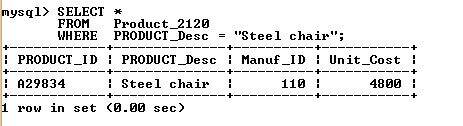 mysql> SELECT *
FROM Product_2120
WHERE PRODUCT_Desc = "Steel chair";
| PRODUCT_ID | PRODUCT_Desc | Manuf_ID | Unit_Cost |
| A29834 | Steel chair | 110 | 4800 |
1 row in set (0.00 sec)